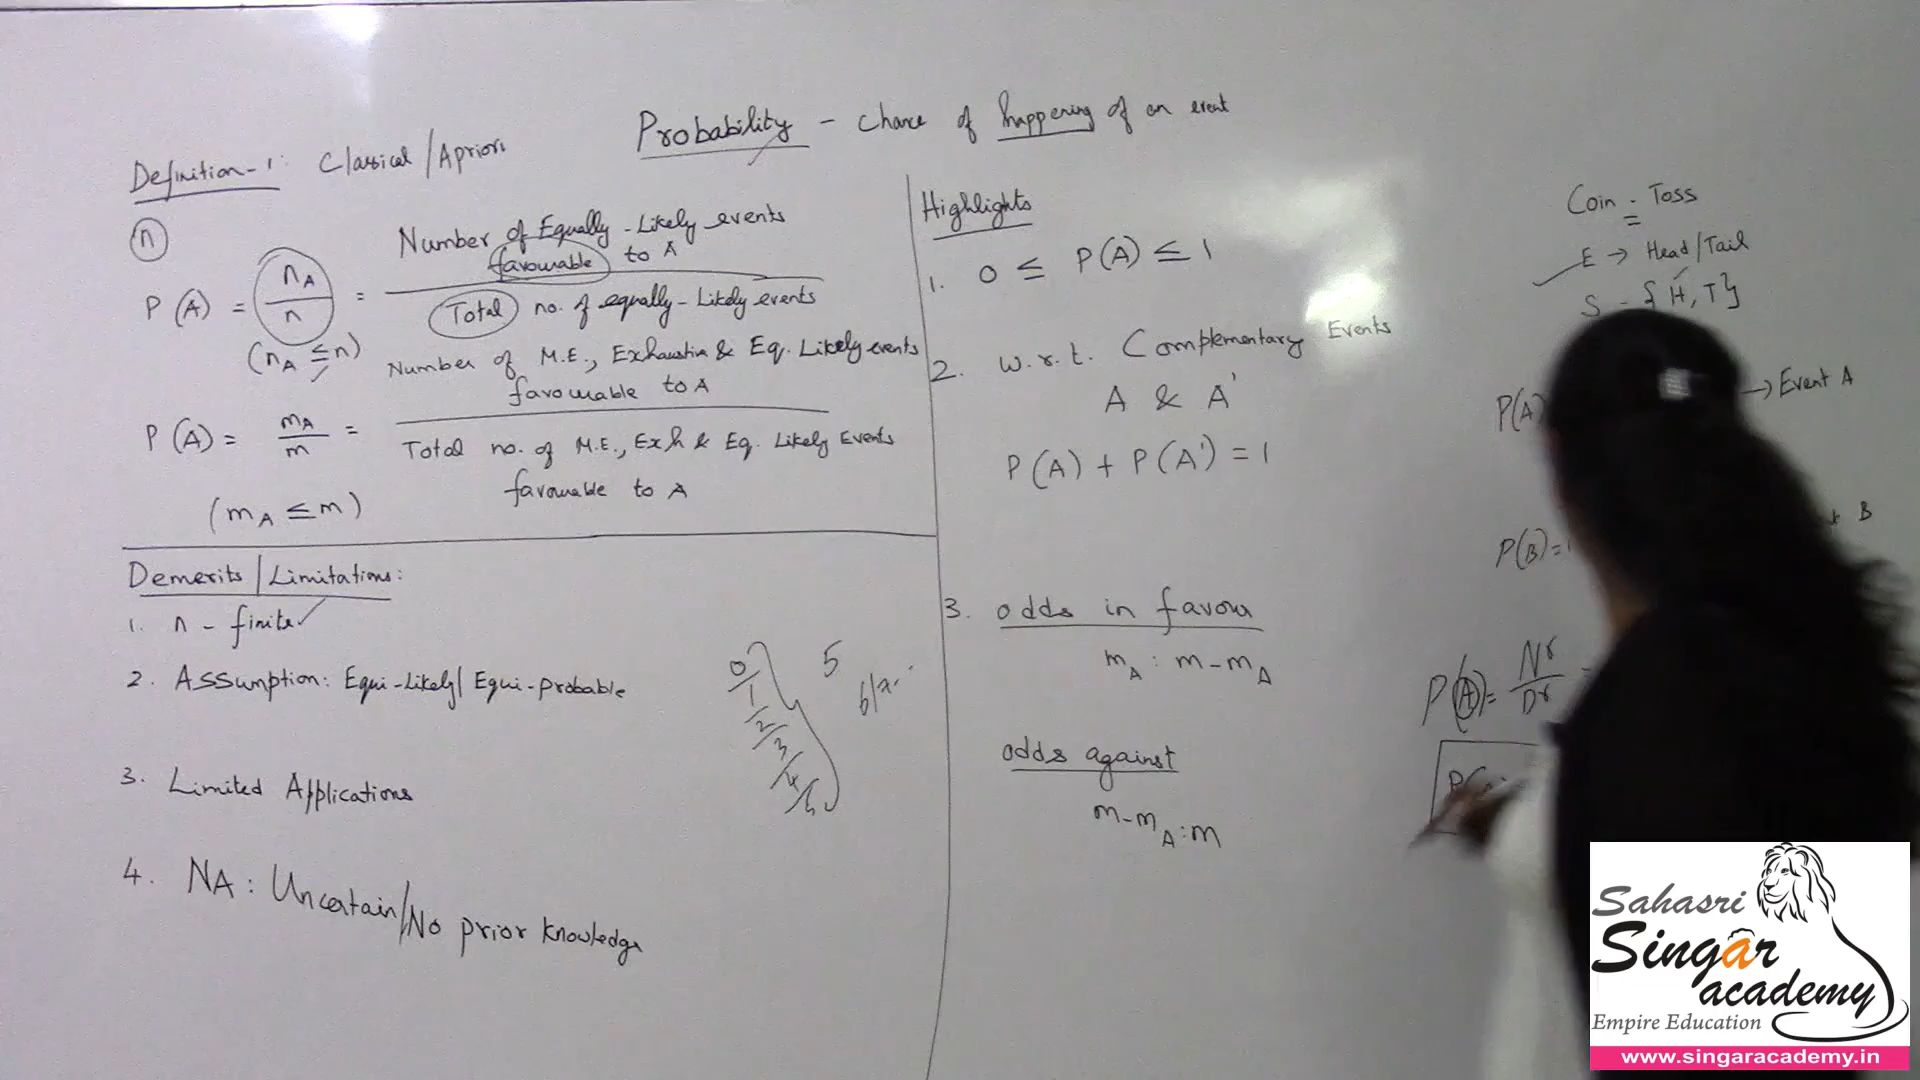 Probability - Chance of happening of an event
Definition-1: Classical/Apriori
n
P(A) = nA/n = Number of Equally-Likely events favourable to A / Total no. of equally-Likely events
(nA ≤ n)
P(A) = mA/m = Number of M.E., Exhaustive & Eq. Likely events favourable to A / Total no. of M.E., Exh & Eq. Likely Events favourable to A
(mA ≤ m)
Demerits/Limitations:
1. n - finite
2. Assumption: Equi-Likely/Equi-probable
3. Limited Applications
4. NA: Uncertain/No prior knowledge
0
1
2
3
4
5
Highlights
1. 0 ≤ P(A) ≤ 1
2. w.r.t. Complementary Events
A & A'
P(A) + P(A') = 1
3. odds in favour
mA : m-mA
odds against
m-mA : m
Coin - Toss
E → Head/Tail
S - {H, T}
P(A)
→ Event A
P(B) =
B
P(A) = Nr/Dr =
Sahasri
Singar
academy
Empire Education
www.singaracademy.in